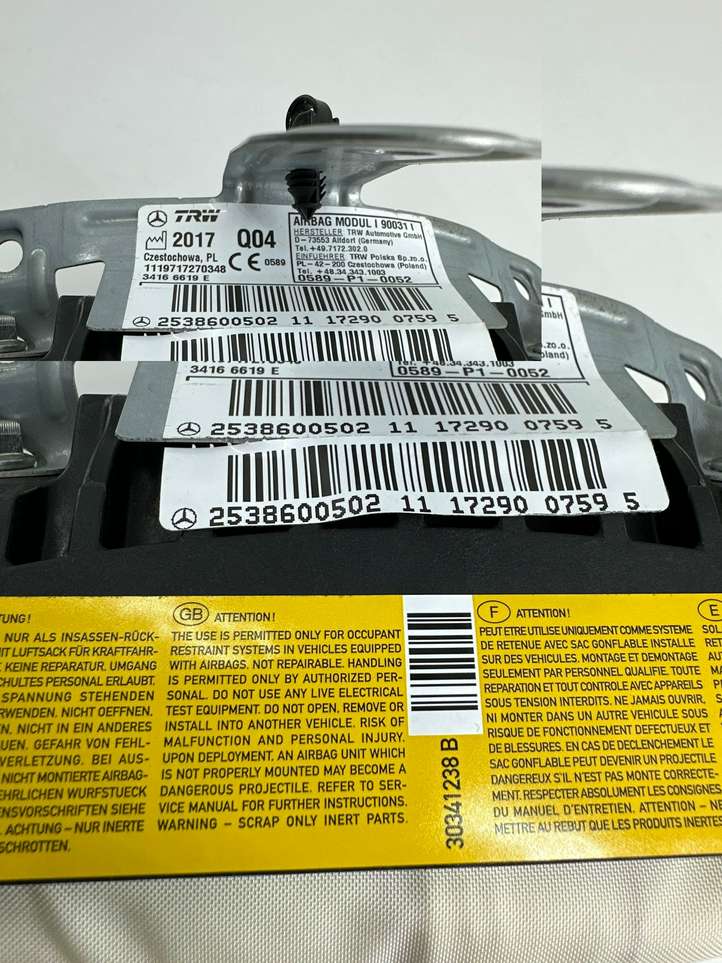 TRW
2017 Q04
Czestochowa, PL
1119717270348
3416 6619 E
0589
AIRBAG MODUL I 90031 I
HERSTELLER TRW Automotive GmbH
D-73553 Alfdorf (Germany)
Tel.+49.7172.302.0
EINFUEHRER TRW Polska Sp.zo.o.
PL-42-200 Czestochowa (Poland)
Tel.+48.34.343.1003
0589-P1-0052
2538600502 11 17290 0759 5
I
mbH
.zo.o.
oland)
3416 6619 E
Tel.+48.34.343.1003
0589-P1-0052
2538600502 11 17290 0759 5
2538600502 11 17290 0759 5
TUNG!
NUR ALS INSASSEN-RÜCK-
IT LUFTSACK FÜR KRAFTFAHR-
KEINE REPARATUR, UMGANG
CHULTES PERSONAL ERLAUBT.
SPANNUNG STEHENDEN
RWENDEN. NICHT OEFFNEN.
N. NICHT IN EIN ANDERES
UEN. GEFAHR VON FEHL-
VERLETZUNG. BEI AUS-
NICHT MONTIERTE AIRBAG-
EHRLICHEN WURFSTUECK
NSVORSCHRIFTEN SIEHE
. ACHTUNG – NUR INERTE
SCHROTTEN.
GB ATTENTION!
THE USE IS PERMITTED ONLY FOR OCCUPANT
RESTRAINT SYSTEMS IN VEHICLES EQUIPPED
WITH AIRBAGS. NOT REPAIRABLE. HANDLING
IS PERMITTED ONLY BY AUTHORIZED PER-
SONAL. DO NOT USE ANY LIVE ELECTRICAL
TEST EQUIPMENT. DO NOT OPEN, REMOVE OR
INSTALL INTO ANOTHER VEHICLE. RISK OF
MALFUNCTION AND PERSONAL INJURY.
UPON DEPLOYMENT, AN AIRBAG UNIT WHICH
IS NOT PROPERLY MOUNTED MAY BECOME A
DANGEROUS PROJECTILE. REFER TO SER-
VICE MANUAL FOR FURTHER INSTRUCTIONS.
WARNING – SCRAP ONLY INERT PARTS.
30341238 B
F ATTENTION!
PEUT ETRE UTILISE UNIQUEMENT COMME SYSTEME
DE RETENUE AVEC SAC GONFLABLE INSTALLE
SUR DES VEHICULES. MONTAGE ET DEMONTAGE
SEULEMENT PAR PERSONNEL QUALIFIE. TOUTE
REPARATION ET TOUT CONTROLE AVEC APPAREILS
SOUS TENSION INTERDITS. NE JAMAIS OUVRIR,
NI MONTER DANS UN AUTRE VEHICULE SOUS
RISQUE DE FONCTIONNEMENT DEFECTUEUX ET
DE BLESSURES. EN CAS DE DECLENCHEMENT LE
SAC GONFLABLE PEUT DEVENIR UN PROJECTILE
DANGEREUX S'IL N'EST PAS MONTE CORRECTE-
MENT. RESPECTER ABSOLUMENT LES CONSIGNES
DU MANUEL D'ENTRETIEN. ATTENTION – NE
METTRE AU REBUT QUE LES PRODUITS INERTES
E